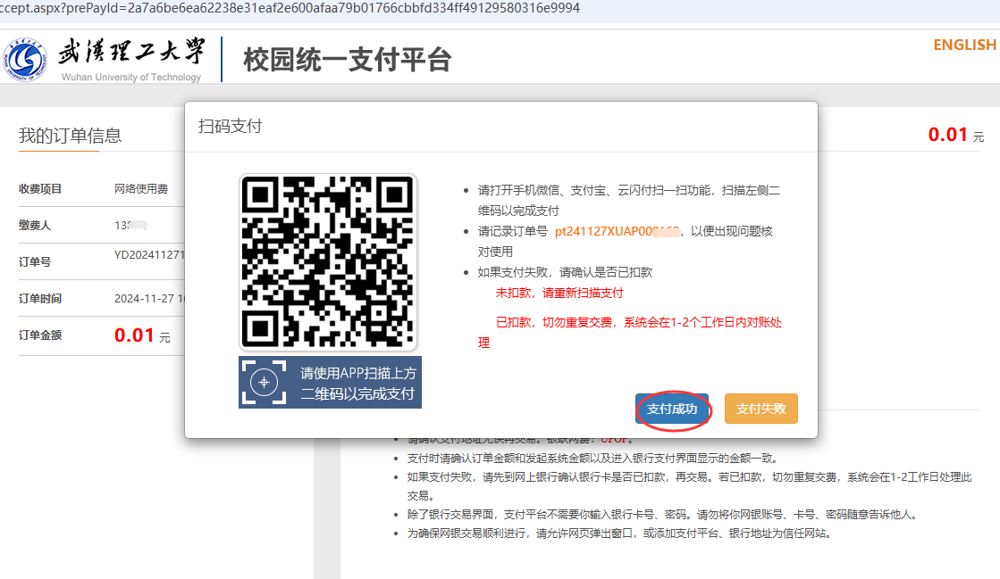 ccept.aspx?prePayId=2a7a6be6ea62238e31eaf2e600afaa79b01766cbbfd334ff49129580316e9994
武汉理工大学
Wuhan University of Technology
校园统一支付平台
ENGLISH
我的订单信息
0.01 元
收费项目 网络使用费
缴费人 13
订单号 YD202411271
订单时间 2024-11-27 1
订单金额 0.01 元
扫码支付
请使用APP扫描上方
二维码以完成支付
请打开手机微信、支付宝、云闪付扫一扫功能，扫描左侧二
维码以完成支付
请记录订单号 pt241127XUAP00，以便出现问题核
对使用
如果支付失败，请确认是否已扣款
未扣款，请重新扫描支付
已扣款，切勿重复交费，系统会在1-2个工作日内对账处
理
支付成功
支付失败
支付时请确认订单金额和发起系统金额以及进入银行支付界面显示的金额一致。
如果支付失败，请先到网上银行确认银行卡是否已扣款，再交易。若已扣款，切勿重复交费，系统会在1-2工作日处理此
交易。
除了银行交易界面，支付平台不需要你输入银行卡号、密码。请勿将你网银账号、卡号、密码随意告诉他人。
为确保网银交易顺利进行，请允许网页弹出窗口，或添加支付平台、银行地址为信任网站。